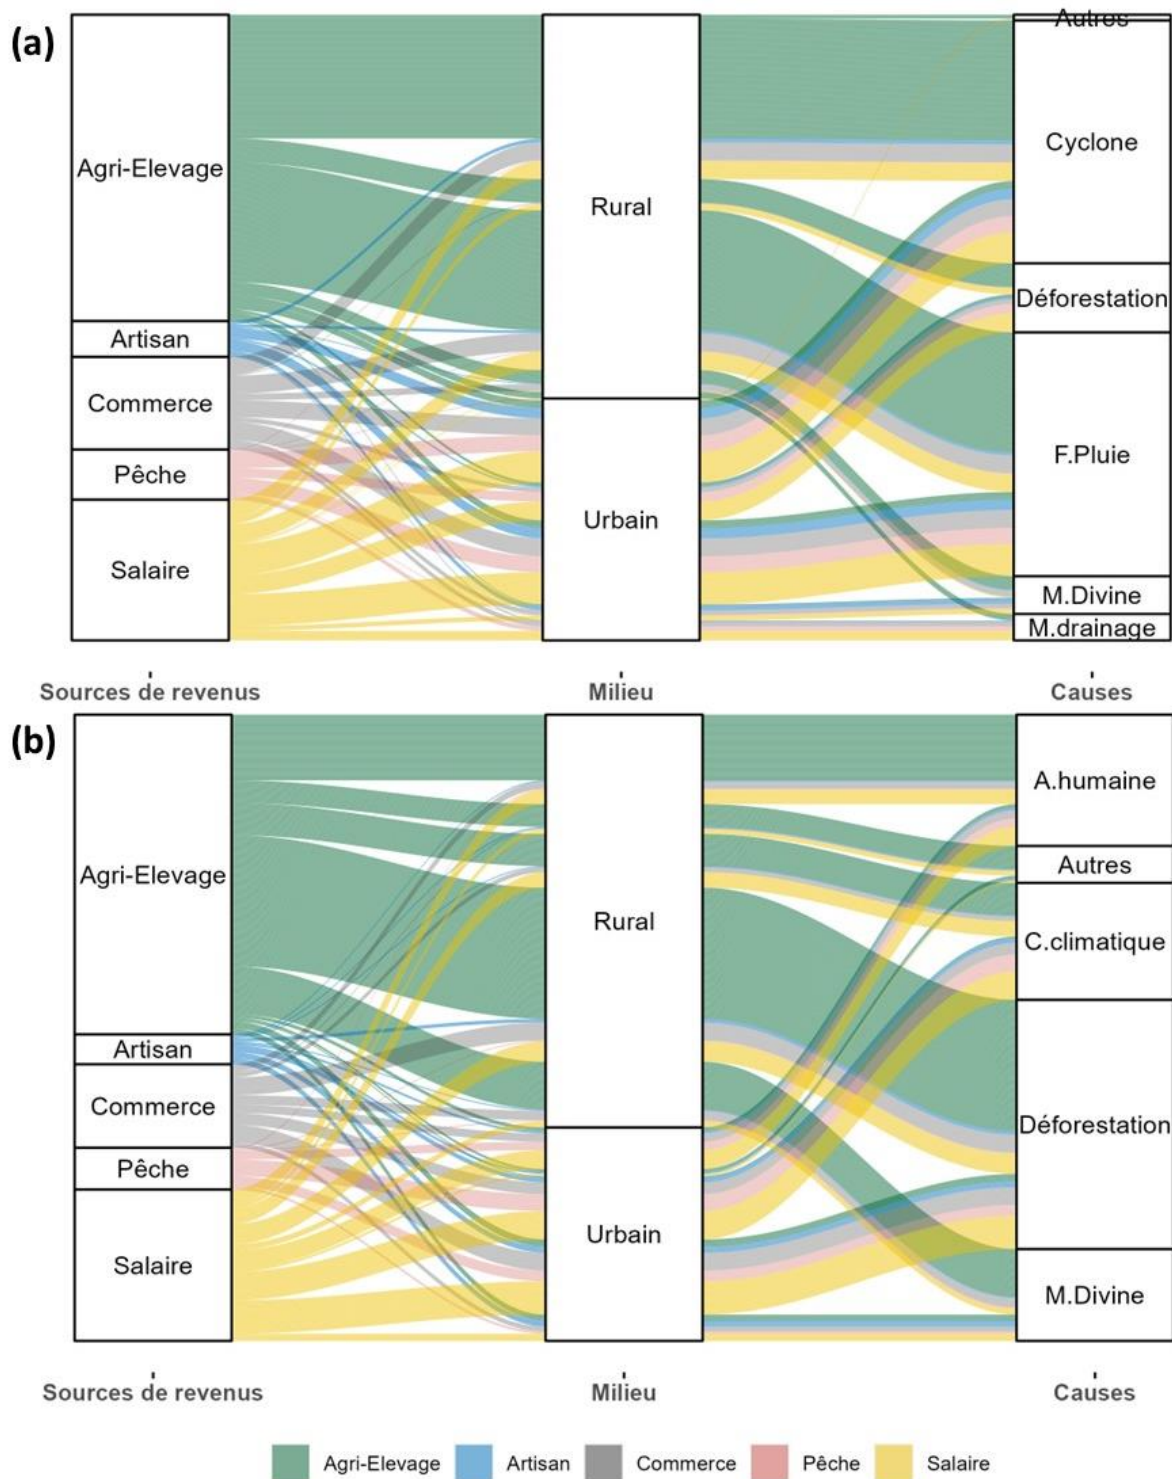 (a)
Agri-Elevage
Artisan
Commerce
Pêche
Salaire
Rural
Urbain
Autres
Cyclone
Déforestation
F.Pluie
M.Divine
M.drainage
Sources de revenus
Milieu
Causes
(b)
Agri-Elevage
Artisan
Commerce
Pêche
Salaire
Rural
Urbain
A.humaine
Autres
C.climatique
Déforestation
M.Divine
Sources de revenus
Milieu
Causes
Agri-Elevage
Artisan
Commerce
Pêche
Salaire